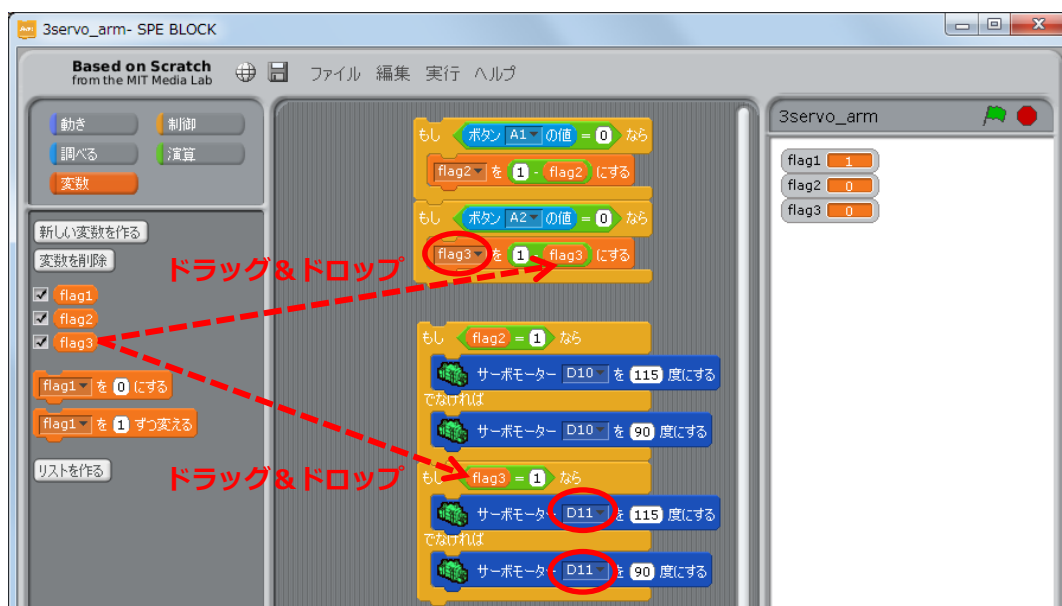 3servo_arm- SPE BLOCK
Based on Scratch
from the MIT Media Lab
ファイル 編集 実行 ヘルプ
動き 制御
調べる 演算
変数
新しい変数を作る
変数を削除
flag1
flag2
flag3
flag1 を 0 にする
flag1 を 1 ずつ変える
リストを作る
もし ボタン A1 の値 = 0 なら
flag2 を 1 - flag2 にする
もし ボタン A2 の値 = 0 なら
flag3 を 1 - flag3 にする
ドラッグ&ドロップ
もし flag2 = 1 なら
サーボモーター D10 を 115 度にする
でなければ
サーボモーター D10 を 90 度にする
ドラッグ&ドロップ
もし flag3 = 1 なら
サーボモーター D11 を 115 度にする
でなければ
サーボモーター D11 を 90 度にする
3servo_arm
flag1 1
flag2 0
flag3 0